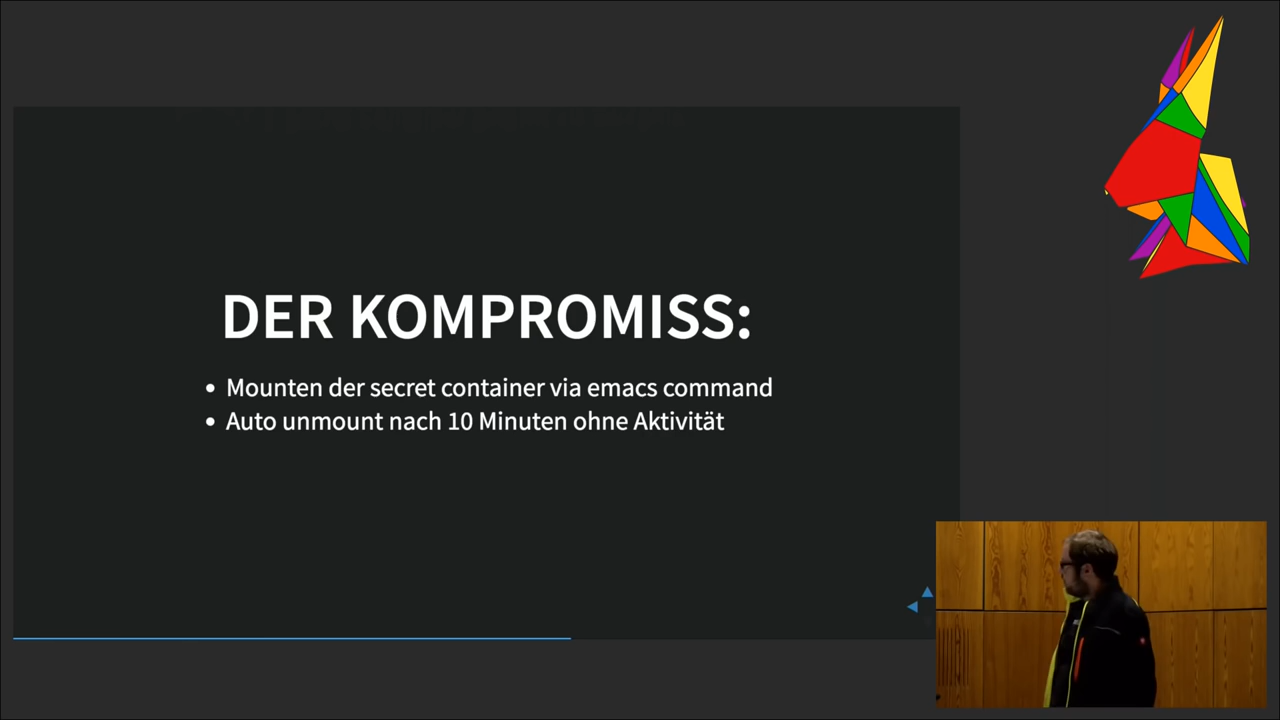 DER KOMPROMISS:
Mounten der secret container via emacs command
Auto unmount nach 10 Minuten ohne Aktivität